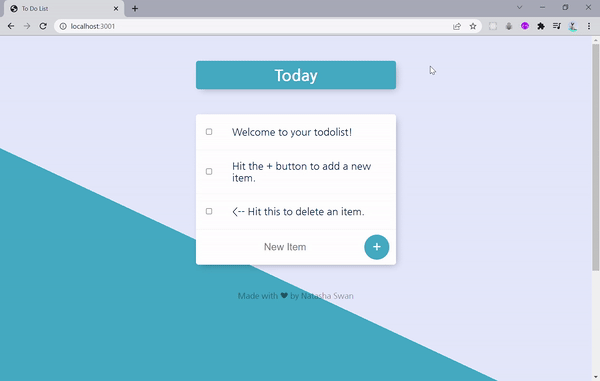 To Do List
localhost:3001
Today
Welcome to your todolist!
Hit the + button to add a new
item.
<-- Hit this to delete an item.
New Item
+
Made with ❤ by Natasha Swan